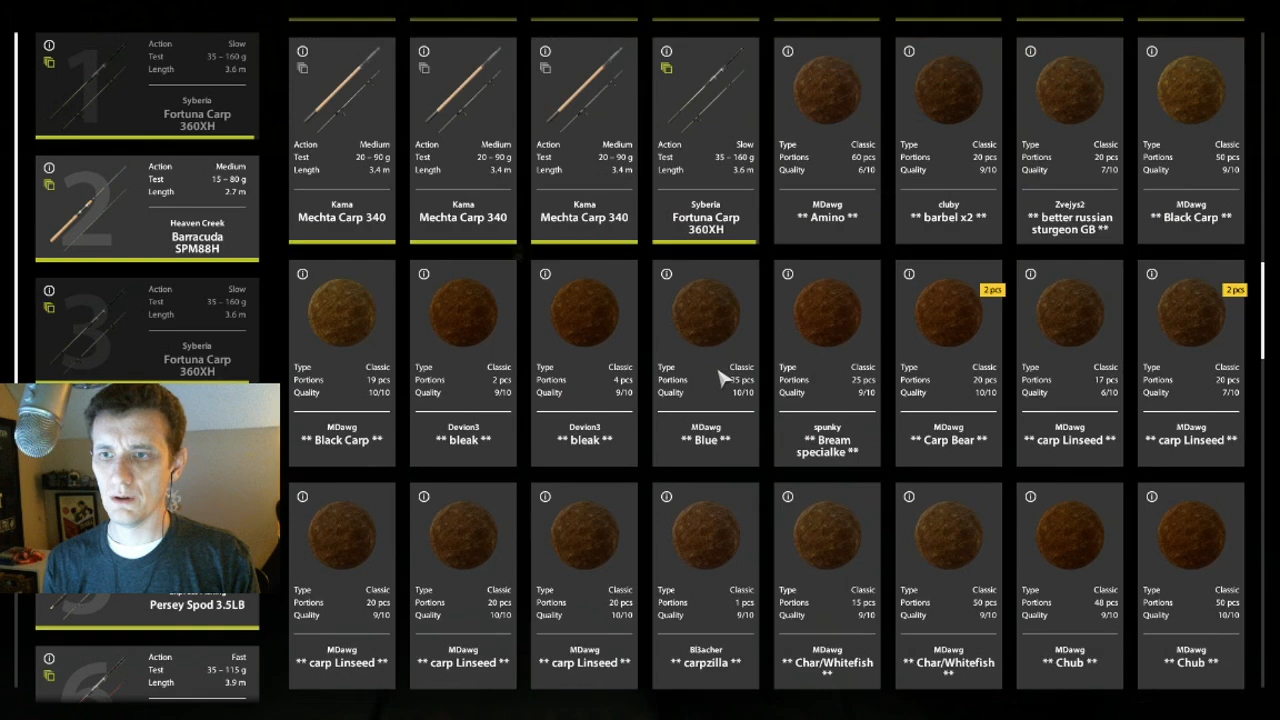 1
Action Slow
Test 35 – 160 g
Length 3.6 m
Syberia
Fortuna Carp
360XH
2
Action Medium
Test 15 – 80 g
Length 2.7 m
Heaven Creek
Barracuda
SPM88H
3
Action Slow
Test 35 – 160 g
Length 3.6 m
Syberia
Fortuna Carp
360XH
Persey Spod 3.5LB
6
Action Fast
Test 35 – 115 g
Length 3.9 m
Action Medium
Test 20 – 90 g
Length 3.4 m
Kama
Mechta Carp 340
Action Medium
Test 20 – 90 g
Length 3.4 m
Kama
Mechta Carp 340
Action Medium
Test 20 – 90 g
Length 3.4 m
Kama
Mechta Carp 340
Action Slow
Test 35 – 160 g
Length 3.6 m
Syberia
Fortuna Carp
360XH
Type Classic
Portions 60 pcs
Quality 6/10
MDawg
** Amino **
Type Classic
Portions 20 pcs
Quality 9/10
cluby
** barbel x2 **
Type Classic
Portions 20 pcs
Quality 7/10
Zvejys2
** better russian
sturgeon GB **
Type Classic
Portions 50 pcs
Quality 9/10
MDawg
** Black Carp **
Type Classic
Portions 19 pcs
Quality 10/10
MDawg
** Black Carp **
Type Classic
Portions 2 pcs
Quality 9/10
Devion3
** bleak **
Type Classic
Portions 4 pcs
Quality 9/10
Devion3
** bleak **
Type Classic
Portions pcs
Quality 10/10
MDawg
** Blue **
Type Classic
Portions 25 pcs
Quality 9/10
spunky
** Bream
specialke **
2 pcs
Type Classic
Portions 20 pcs
Quality 10/10
MDawg
** Carp Bear **
Type Classic
Portions 17 pcs
Quality 6/10
MDawg
** carp Linseed **
2 pcs
Type Classic
Portions 20 pcs
Quality 7/10
MDawg
** carp Linseed **
Type Classic
Portions 20 pcs
Quality 9/10
MDawg
** carp Linseed **
Type Classic
Portions 20 pcs
Quality 10/10
MDawg
** carp Linseed **
Type Classic
Portions 20 pcs
Quality 10/10
MDawg
** carp Linseed **
Type Classic
Portions 1 pcs
Quality 9/10
Bl3acher
** carpzilla **
Type Classic
Portions 15 pcs
Quality 9/10
MDawg
** Char/Whitefish
**
Type Classic
Portions 50 pcs
Quality 9/10
MDawg
** Char/Whitefish
**
Type Classic
Portions 48 pcs
Quality 9/10
MDawg
** Chub **
Type Classic
Portions 50 pcs
Quality 10/10
MDawg
** Chub **